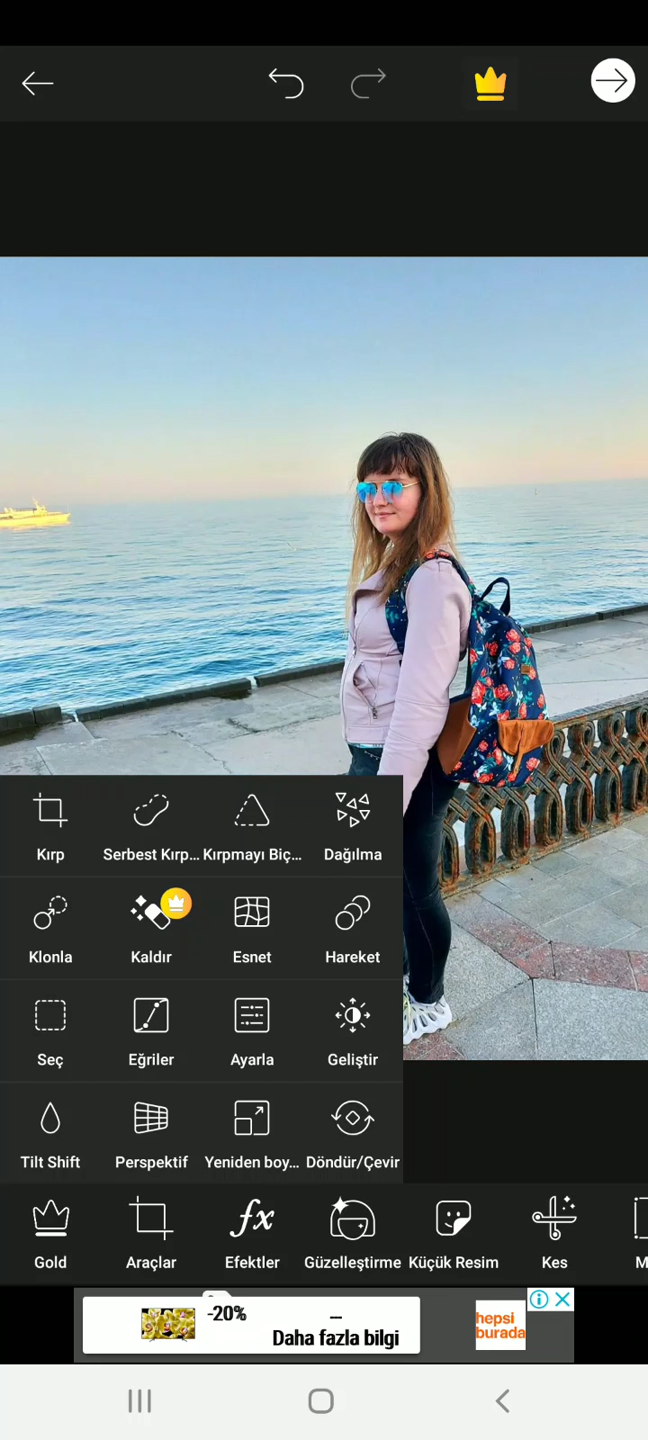 Kırp
Serbest Kırp...
Kırpmayı Biç...
Dağılma
Klonla
Kaldır
Esnet
Hareket
Seç
Eğriler
Ayarla
Geliştir
Tilt Shift
Perspektif
Yeniden boy...
Döndür/Çevir
Gold
Araçlar
fx
Efektler
Güzelleştirme
Küçük Resim
Kes
M
-20%
Daha fazla bilgi
hepsi
burada